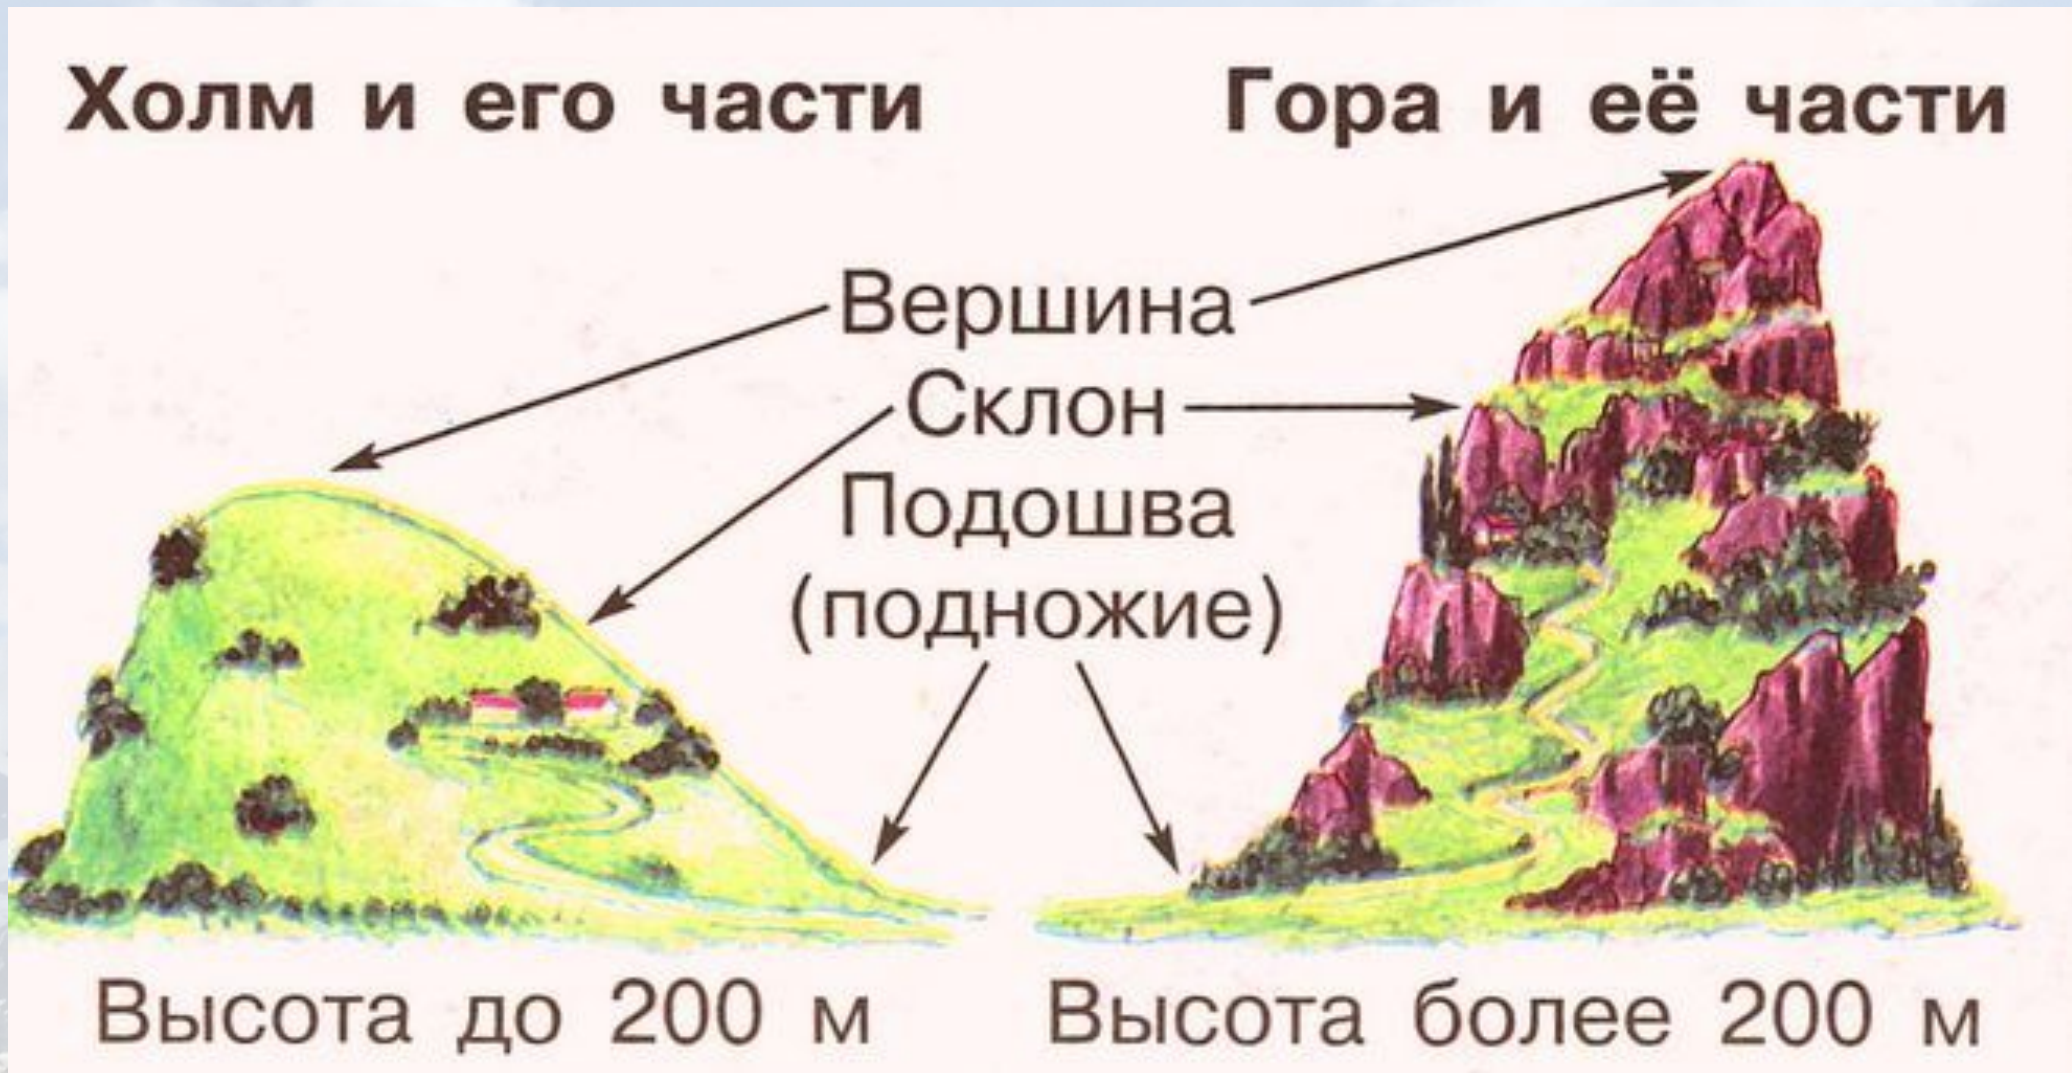 Холм и его части
Гора и её части
Вершина
Склон
Подошва
(подножие)
Высота до 200 м
Высота более 200 м